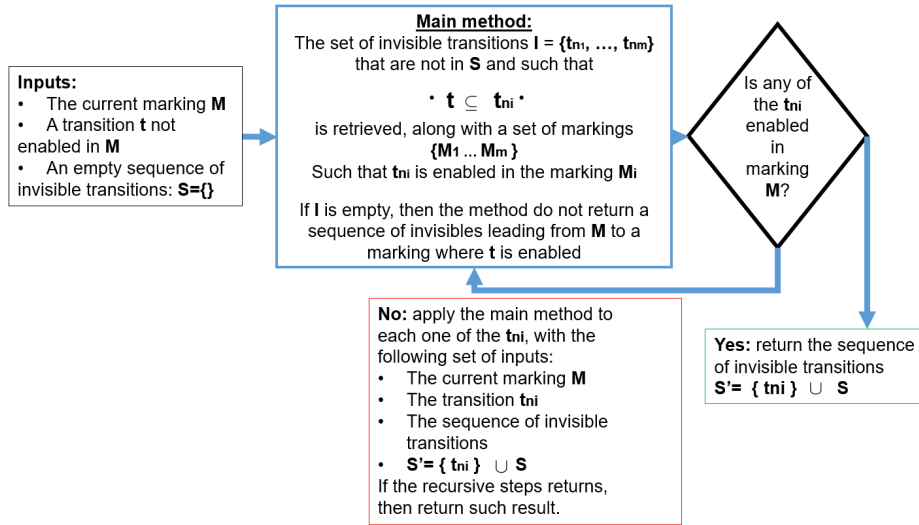 Inputs:
• The current marking M
• A transition t not
enabled in M
• An empty sequence of
invisible transitions: S={}
Main method:
The set of invisible transitions I = {tn1, …, tnm}
that are not in S and such that
• t ⊆ tni •
is retrieved, along with a set of markings
{M1 ... Mm }
Such that tni is enabled in the marking Mi
If I is empty, then the method do not return a
sequence of invisibles leading from M to a
marking where t is enabled
Is any of
the tni
enabled
in
marking
M?
No: apply the main method to
each one of the tni, with the
following set of inputs:
• The current marking M
• The transition tni
• The sequence of invisible
transitions
• S'= { tni } ∪ S
If the recursive steps returns,
then return such result.
Yes: return the sequence
of invisible transitions
S'= { tni } ∪ S